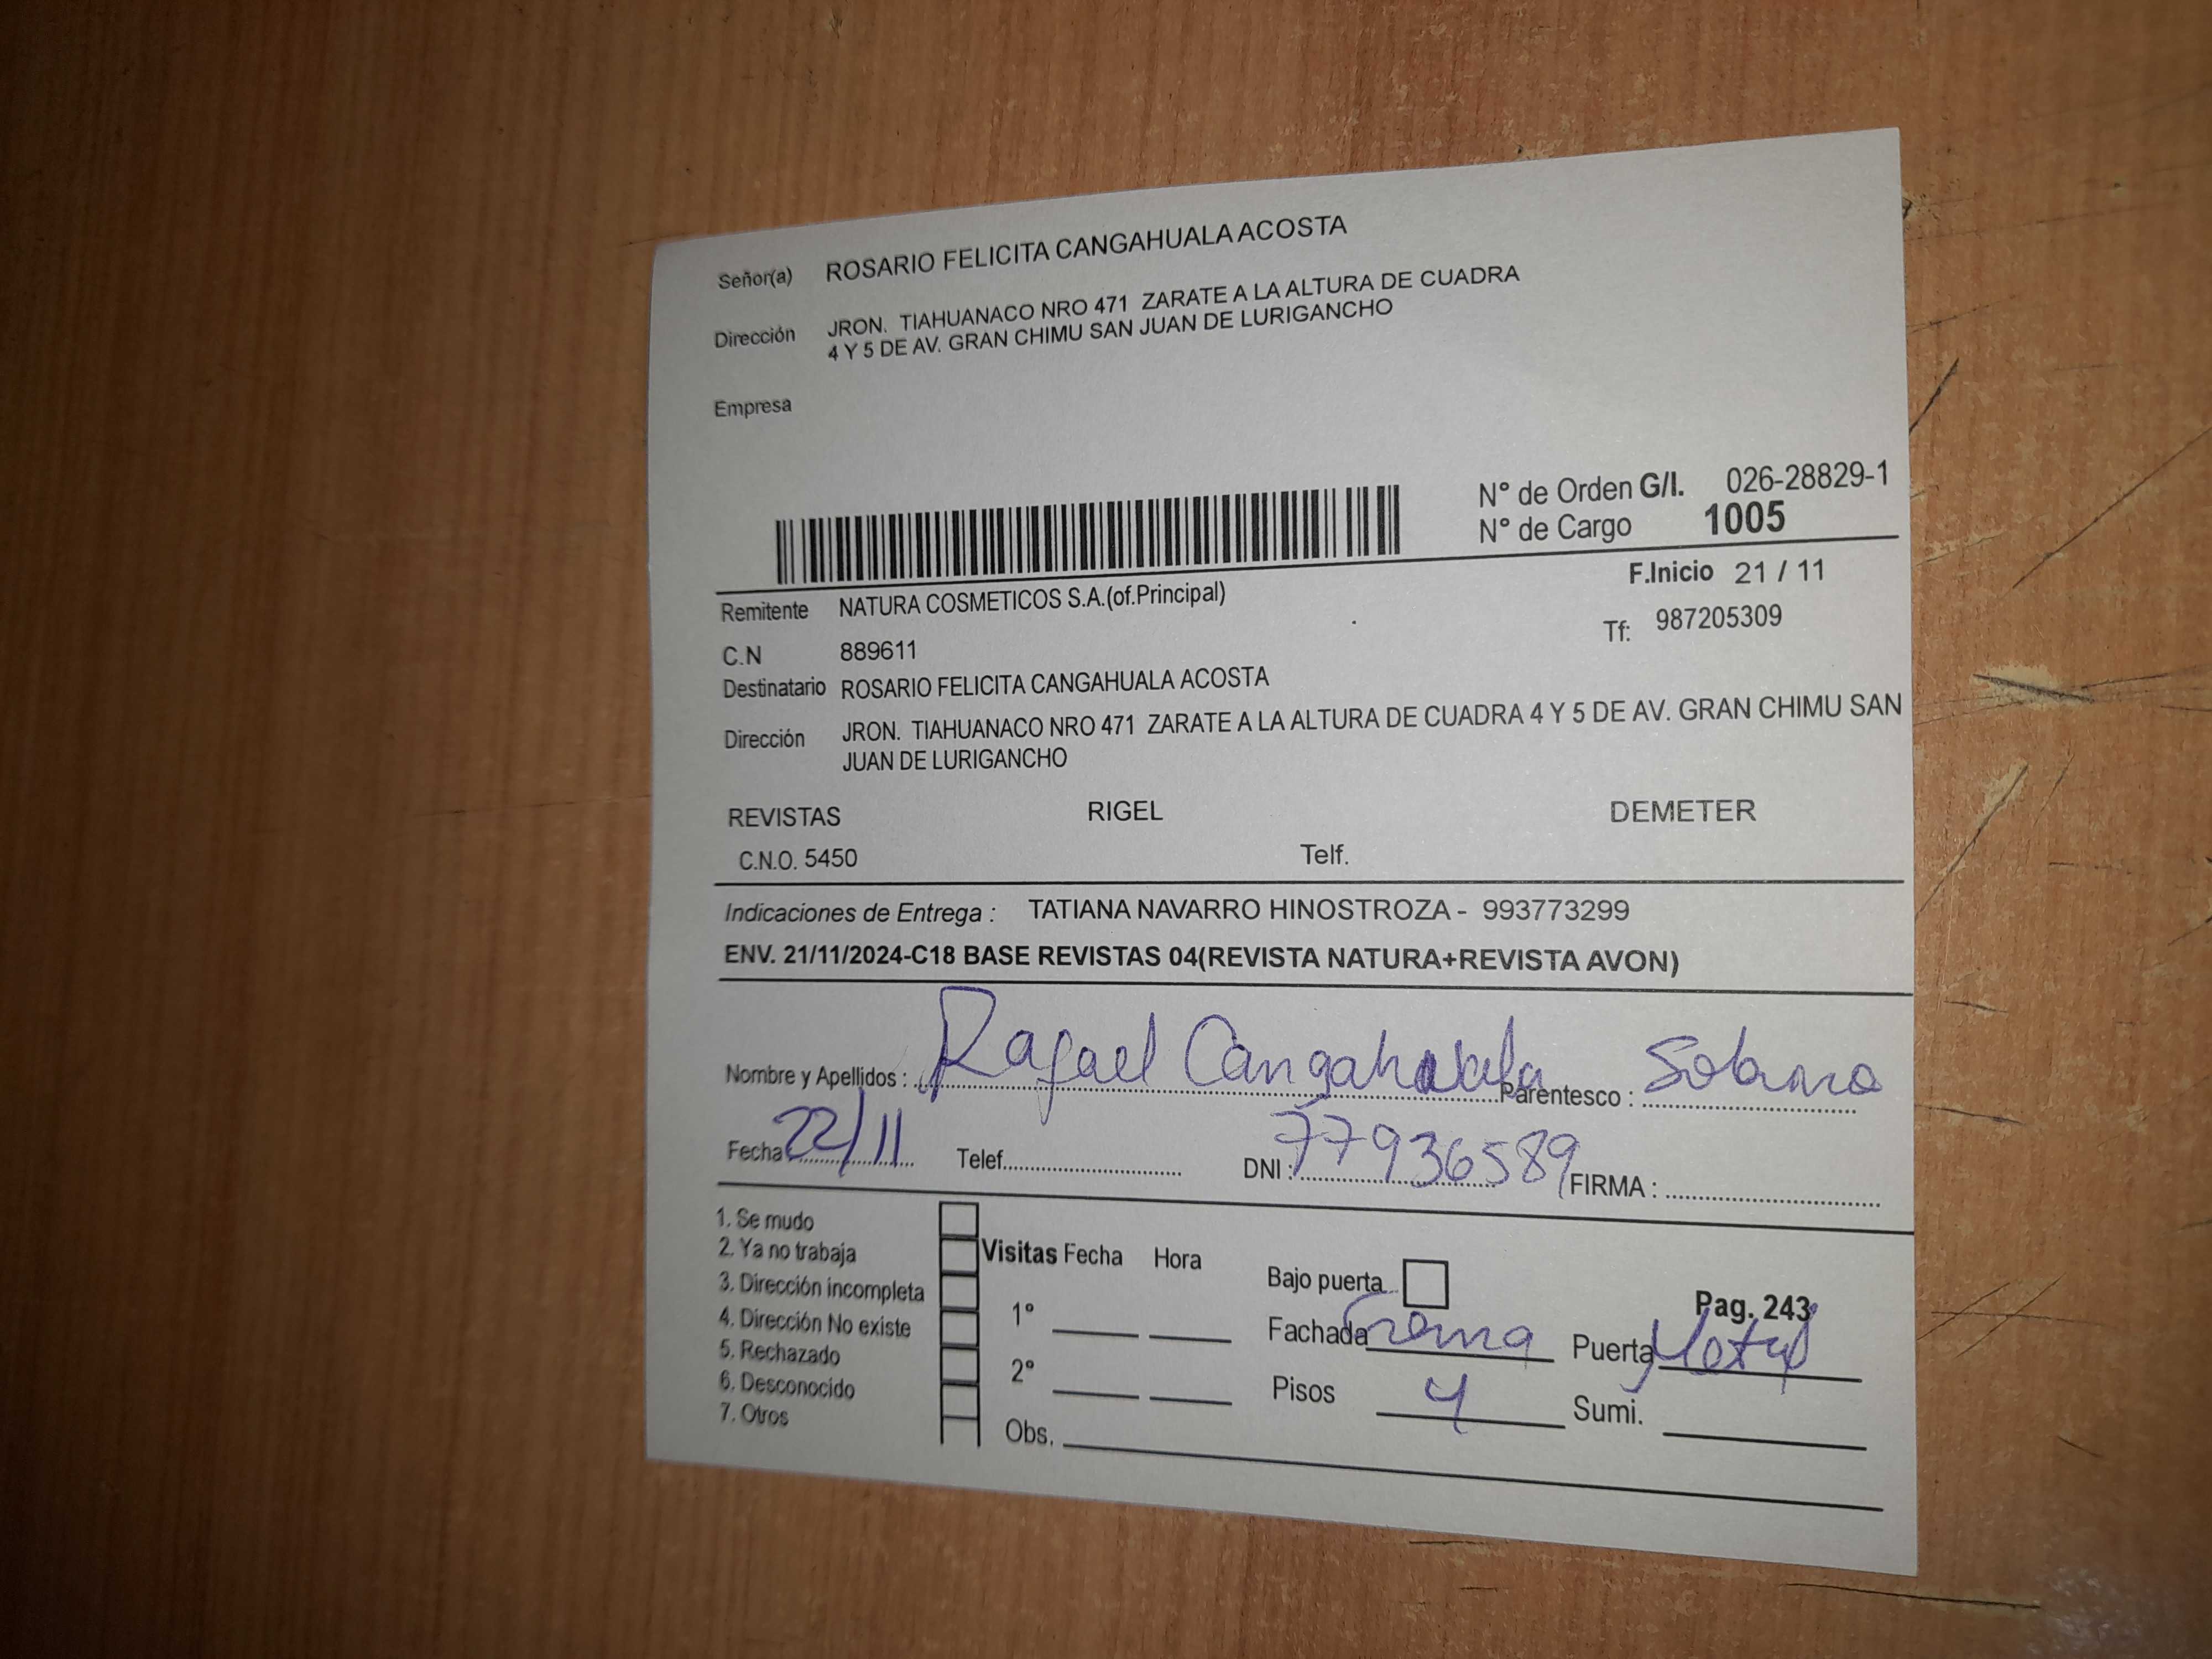 Señor(a) ROSARIO FELICITA CANGAHUALA ACOSTA
Dirección JRON. TIAHUANACO NRO 471 ZARATE A LA ALTURA DE CUADRA
4 Y 5 DE AV. GRAN CHIMU SAN JUAN DE LURIGANCHO
Empresa
N° de Orden G/I. 026-28829-1
N° de Cargo 1005
F.Inicio 21 / 11
Remitente NATURA COSMETICOS S.A.(of.Principal)
Tf: 987205309
C.N 889611
Destinatario ROSARIO FELICITA CANGAHUALA ACOSTA
Dirección JRON. TIAHUANACO NRO 471 ZARATE A LA ALTURA DE CUADRA 4 Y 5 DE AV. GRAN CHIMU SAN
JUAN DE LURIGANCHO
REVISTAS RIGEL DEMETER
C.N.O. 5450 Telf.
Indicaciones de Entrega : TATIANA NAVARRO HINOSTROZA - 993773299
ENV. 21/11/2024-C18 BASE REVISTAS 04(REVISTA NATURA+REVISTA AVON)
Nombre y Apellidos : Rafael Cangahuala Parentesco : Sobrino
Fecha 22/11 Telef. DNI : 77936589 FIRMA :
1. Se mudo
2. Ya no trabaja
3. Dirección incompleta
4. Dirección No existe
5. Rechazado
6. Desconocido
7. Otros
Visitas Fecha Hora
1°
2°
Obs.
Bajo puerta
Pag. 243
Fachada Crema Puerta Metal
Pisos 4 Sumi.